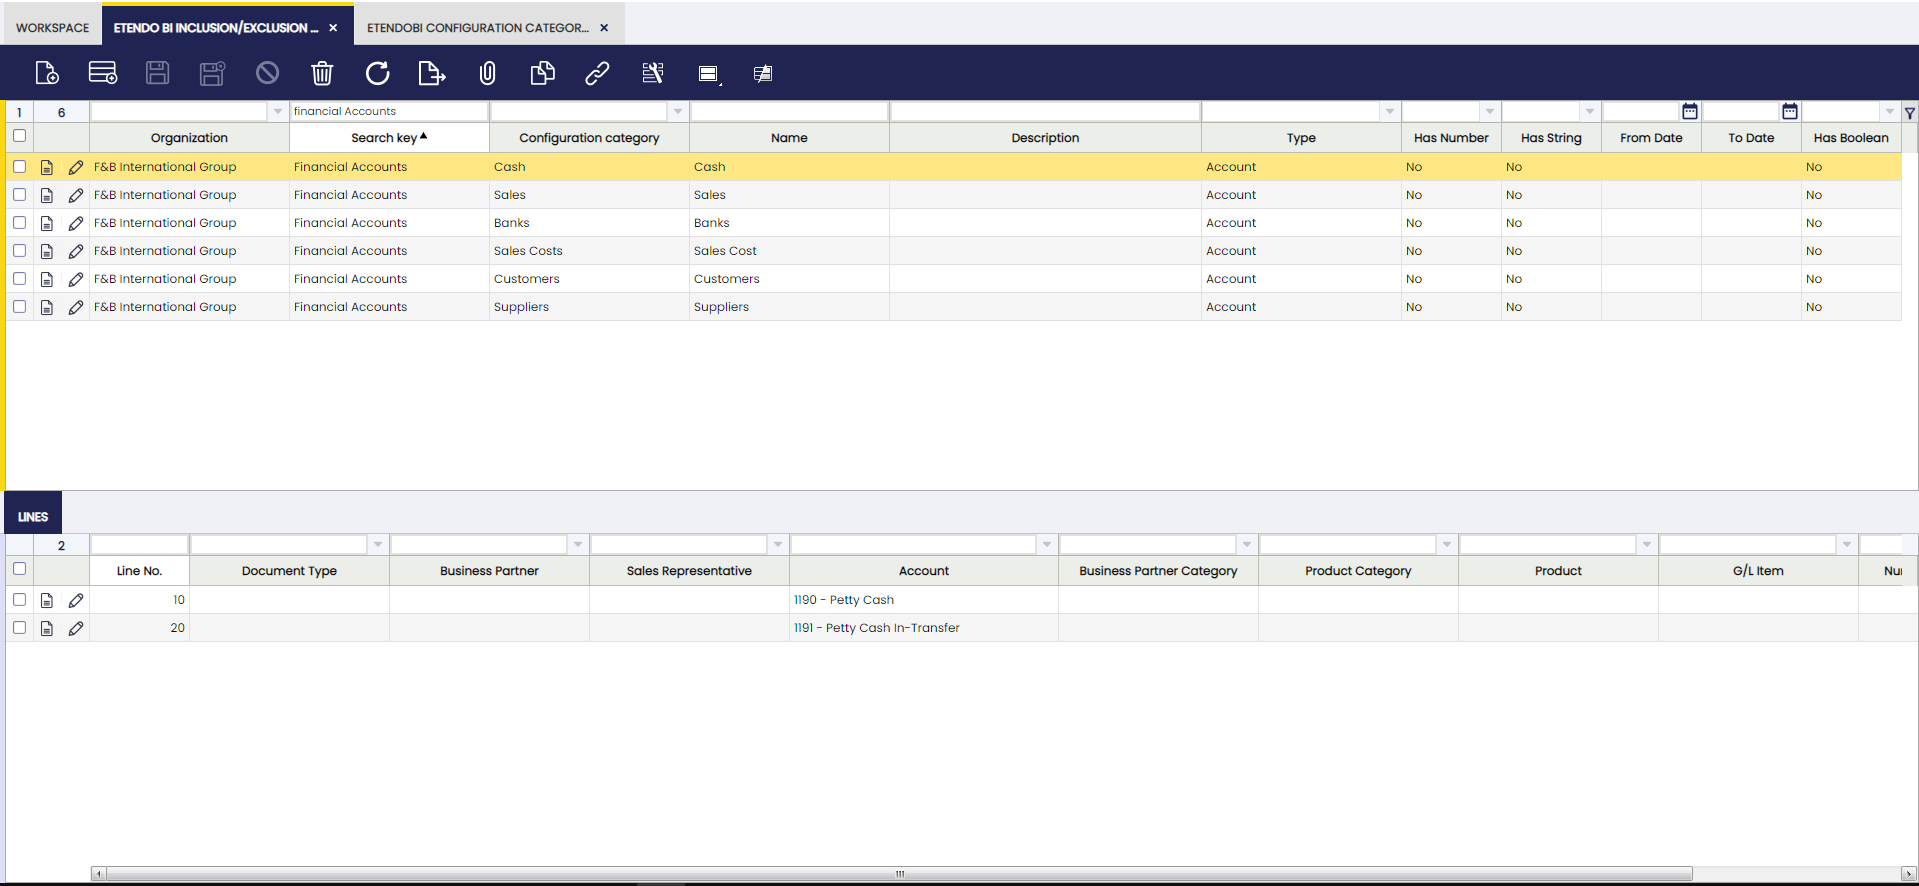 WORKSPACE ETENDO BI INCLUSION/EXCLUSION ... × ETENDOBI CONFIGURATION CATEGOR... ×
1 6 financial Accounts
Organization Search key Configuration category Name Description Type Has Number Has String From Date To Date Has Boolean
F&B International Group Financial Accounts Cash Cash Account No No No
F&B International Group Financial Accounts Sales Sales Account No No No
F&B International Group Financial Accounts Banks Banks Account No No No
F&B International Group Financial Accounts Sales Costs Sales Cost Account No No No
F&B International Group Financial Accounts Customers Customers Account No No No
F&B International Group Financial Accounts Suppliers Suppliers Account No No No
LINES
2
Line No. Document Type Business Partner Sales Representative Account Business Partner Category Product Category Product G/L Item
10 1190 - Petty Cash
20 1191 - Petty Cash In-Transfer